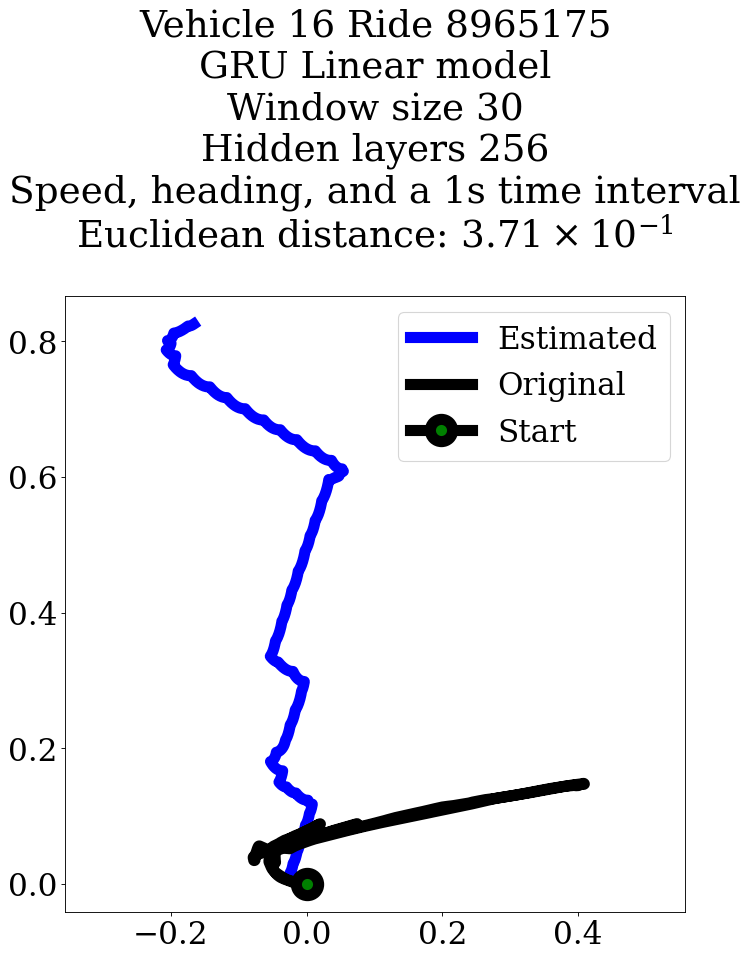 Vehicle 16 Ride 8965175
GRU Linear model
Window size 30
Hidden layers 256
Speed, heading, and a 1s time interval
Euclidean distance: 3.71 × 10⁻¹
Estimated
Original
Start
0.8
0.6
0.4
0.2
0.0
−0.2 0.0 0.2 0.4